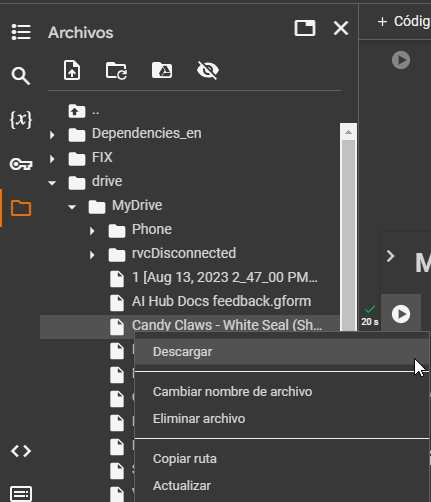 Archivos
+ Códig
{x}
..
Dependencies_en
FIX
drive
MyDrive
Phone
rvcDisconnected
1 [Aug 13, 2023 2_47_00 PM...
AI Hub Docs feedback.gform
Candy Claws - White Seal (Sh...
20 s
Descargar
Cambiar nombre de archivo
Eliminar archivo
Copiar ruta
Actualizar